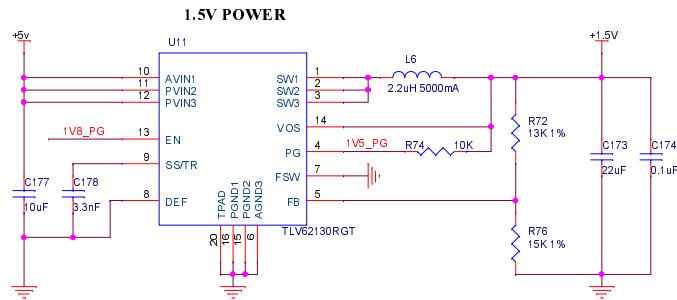 1.5V POWER
+5v
U11
+1.5V
L6
2.2uH 5000mA
10 AVIN1 SW1 1
11 PVIN2 SW2 2
12 PVIN3 SW3 3
VOS 14
1V8_PG 13 EN
PG 4 1V5_PG R74 10K
R72
13K 1%
9 SS/TR
FSW 7
C177
10uF
C178
3.3nF
8 DEF
FB 5
C173
22uF
C174
0.1uF
TPAD PGND1 PGND2 AGND3
20 16 15 6
TLV62130RGT
R76
15K 1%